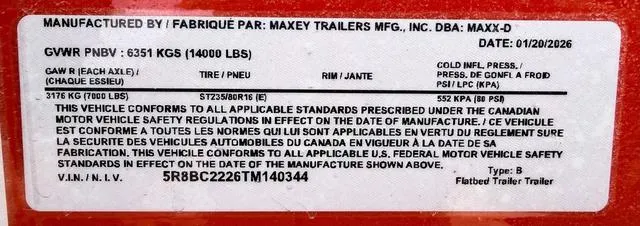 MANUFACTURED BY / FABRIQUÉ PAR: MAXEY TRAILERS MFG., INC. DBA: MAXX-D
DATE: 01/20/2026
GVWR PNBV : 6351 KGS (14000 LBS)
GAW R (EACH AXLE) / (CHAQUE ESSIEU) TIRE / PNEU RIM / JANTE COLD INFL. PRESS. / PRESS. DE GONFL A FROID PSI / LPC (KPA)
3176 KG (7000 LBS) ST235/80R16 (E) 552 KPA (80 PSI)
THIS VEHICLE CONFORMS TO ALL APPLICABLE STANDARDS PRESCRIBED UNDER THE CANADIAN
MOTOR VEHICLE SAFETY REGULATIONS IN EFFECT ON THE DATE OF MANUFACTURE. / CE VEHICULE
EST CONFORME A TOUTES LES NORMES QUI LUI SONT APPLICABLES EN VERTU DU REGLEMENT SURE
LA SECURITE DES VEHICULES AUTOMOBILES DU CANADA EN VIGUEUR À LA DATE DE SA
FABRICATION. THIS VEHICILE CONFORMS TO ALL APPLICABLE U.S. FEDERAL MOTOR VEHICLE SAFETY
STANDARDS IN EFFECT ON THE DATE OF THE MANUFACTURE SHOWN ABOVE.
V.I.N. / N.I.V. 5R8BC2226TM140344 Type: B
Flatbed Trailer Trailer